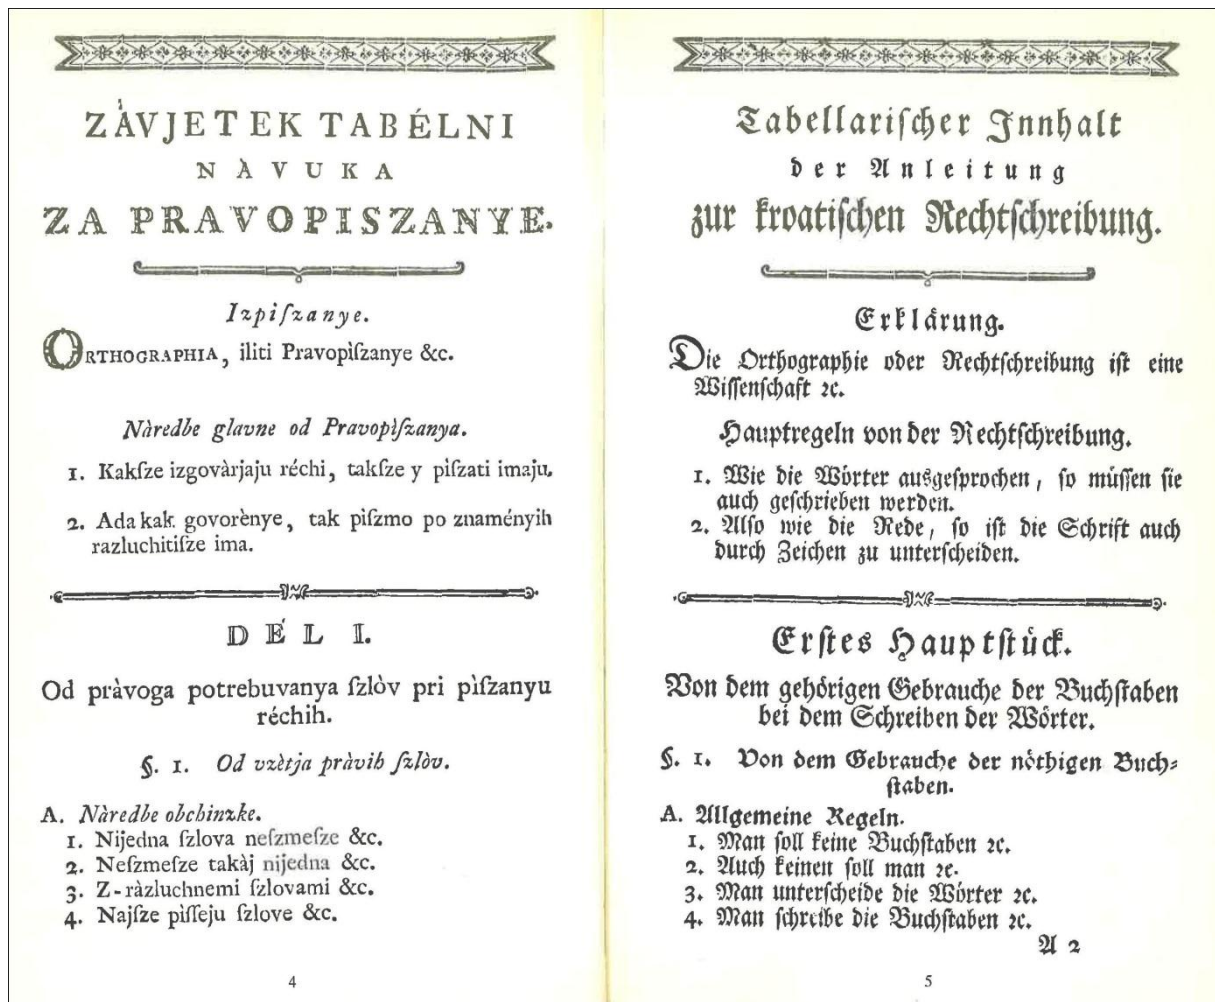 ZÀVJETEK TABÉLNI
NÀVUKA
ZA PRAVOPISZANYE.
Izpiſzanye.
ORTHOGRAPHIA, iliti Pravopìſzanye &c.
Nàredbe glavne od Pravopìſzanya.
1. Kakſze izgovàrjaju réchi, takſze y pìſzati imaju.
2. Ada kak govorènye, tak pìſzmo po znaményih
razluchitiſze ima.
DÉL I.
Od pràvoga potrebuvanya ſzlòv pri pìſzanyu
réchih.
§. 1. Od vzètja pràvih ſzlòv.
A. Nàredbe obchinzke.
1. Nijedna ſzlova neſzmeſze &c.
2. Neſzmeſze takàj nijedna &c.
3. Z-ràzluchnemi ſzlovami &c.
4. Najſze pìſſeju ſzlove &c.
4
Tabellariſcher Innhalt
der Anleitung
zur kroatiſchen Rechtſchreibung.
Erklårung.
Die Orthographie oder Rechtſchreibung iſt eine
Wiſſenſchaft ꝛc.
Hauptregeln von der Rechtſchreibung.
1. Wie die Wörter ausgeſprochen, ſo müſſen ſie
auch geſchrieben werden.
2. Alſo wie die Rede, ſo iſt die Schrift auch
durch Zeichen zu unterſcheiden.
Erſtes Hauptſtück.
Von dem gehörigen Gebrauche der Buchſtaben
bei dem Schreiben der Wörter.
§. 1. Von dem Gebrauche der nöthigen Buch⸗
ſtaben.
A. Allgemeine Regeln.
1. Man ſoll keine Buchſtaben ꝛc.
2. Auch keinen ſoll man ꝛc.
3. Man unterſcheide die Wörter ꝛc.
4. Man ſchreibe die Buchſtaben ꝛc.
A 2
5